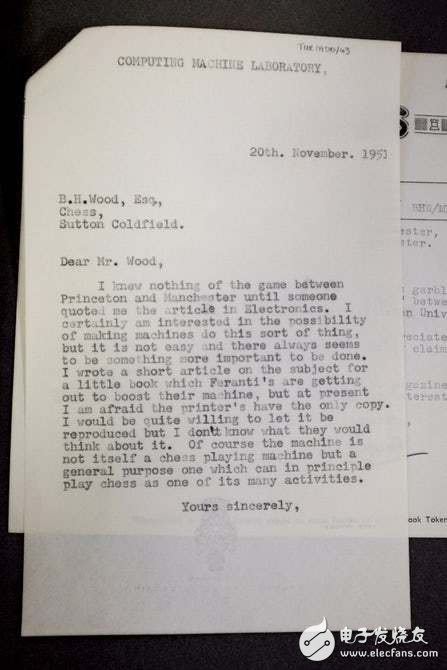 COMPUTING MACHINE LABORATORY,
20th. November. 1951
B.H.Wood, Esq.,
Chess,
Sutton Coldfield.
Dear Mr. Wood,
I knew nothing of the game between
Princeton and Manchester until someone
quoted me the article in Electronics. I
certainly am interested in the possibility
of making machines do this sort of thing,
but it is not easy and there always seems
to be something more important to be done.
I wrote a short article on the subject for
a little book which Feranti's are getting
out to boost their machine, but at present
I am afraid the printer's have the only copy.
I would be quite willing to let it be
reproduced but I don't know what they would
think about it. Of course the machine is
not itself a chess playing machine but a
general purpose one which can in principle
play chess as one of its many activities.
Yours sincerely,
ester,
ster.
garbl
claim
ook Token
电子发烧友
www.elecfans.com